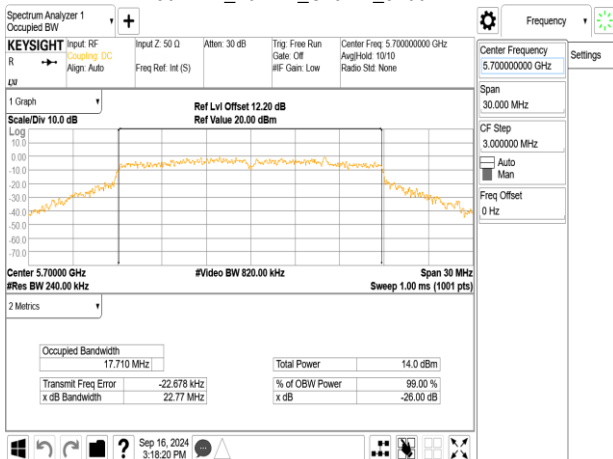 Spectrum Analyzer 1
Occupied BW
KEYSIGHT
R
Input: RF
Coupling: DC
Align: Auto
Input Z: 50 Ω
Freq Ref: Int (S)
Atten: 30 dB
Trig: Free Run
Gate: Off
#IF Gain: Low
Center Freq: 5.700000000 GHz
Avg|Hold: 10/10
Radio Std: None
LXI
1 Graph
Scale/Div 10.0 dB
Ref Lvl Offset 12.20 dB
Ref Value 20.00 dBm
Log
10.0
0.00
-10.0
-20.0
-30.0
-40.0
-50.0
-60.0
-70.0
Center 5.70000 GHz
#Video BW 820.00 kHz
Span 30 MHz
#Res BW 240.00 kHz
Sweep 1.00 ms (1001 pts)
2 Metrics
Occupied Bandwidth
17.710 MHz
Total Power 14.0 dBm
Transmit Freq Error -22.678 kHz
% of OBW Power 99.00 %
x dB Bandwidth 22.77 MHz
x dB -26.00 dB
Sep 16, 2024
3:18:20 PM
Frequency
Settings
Center Frequency
5.700000000 GHz
Span
30.000 MHz
CF Step
3.000000 MHz
Auto
Man
Freq Offset
0 Hz